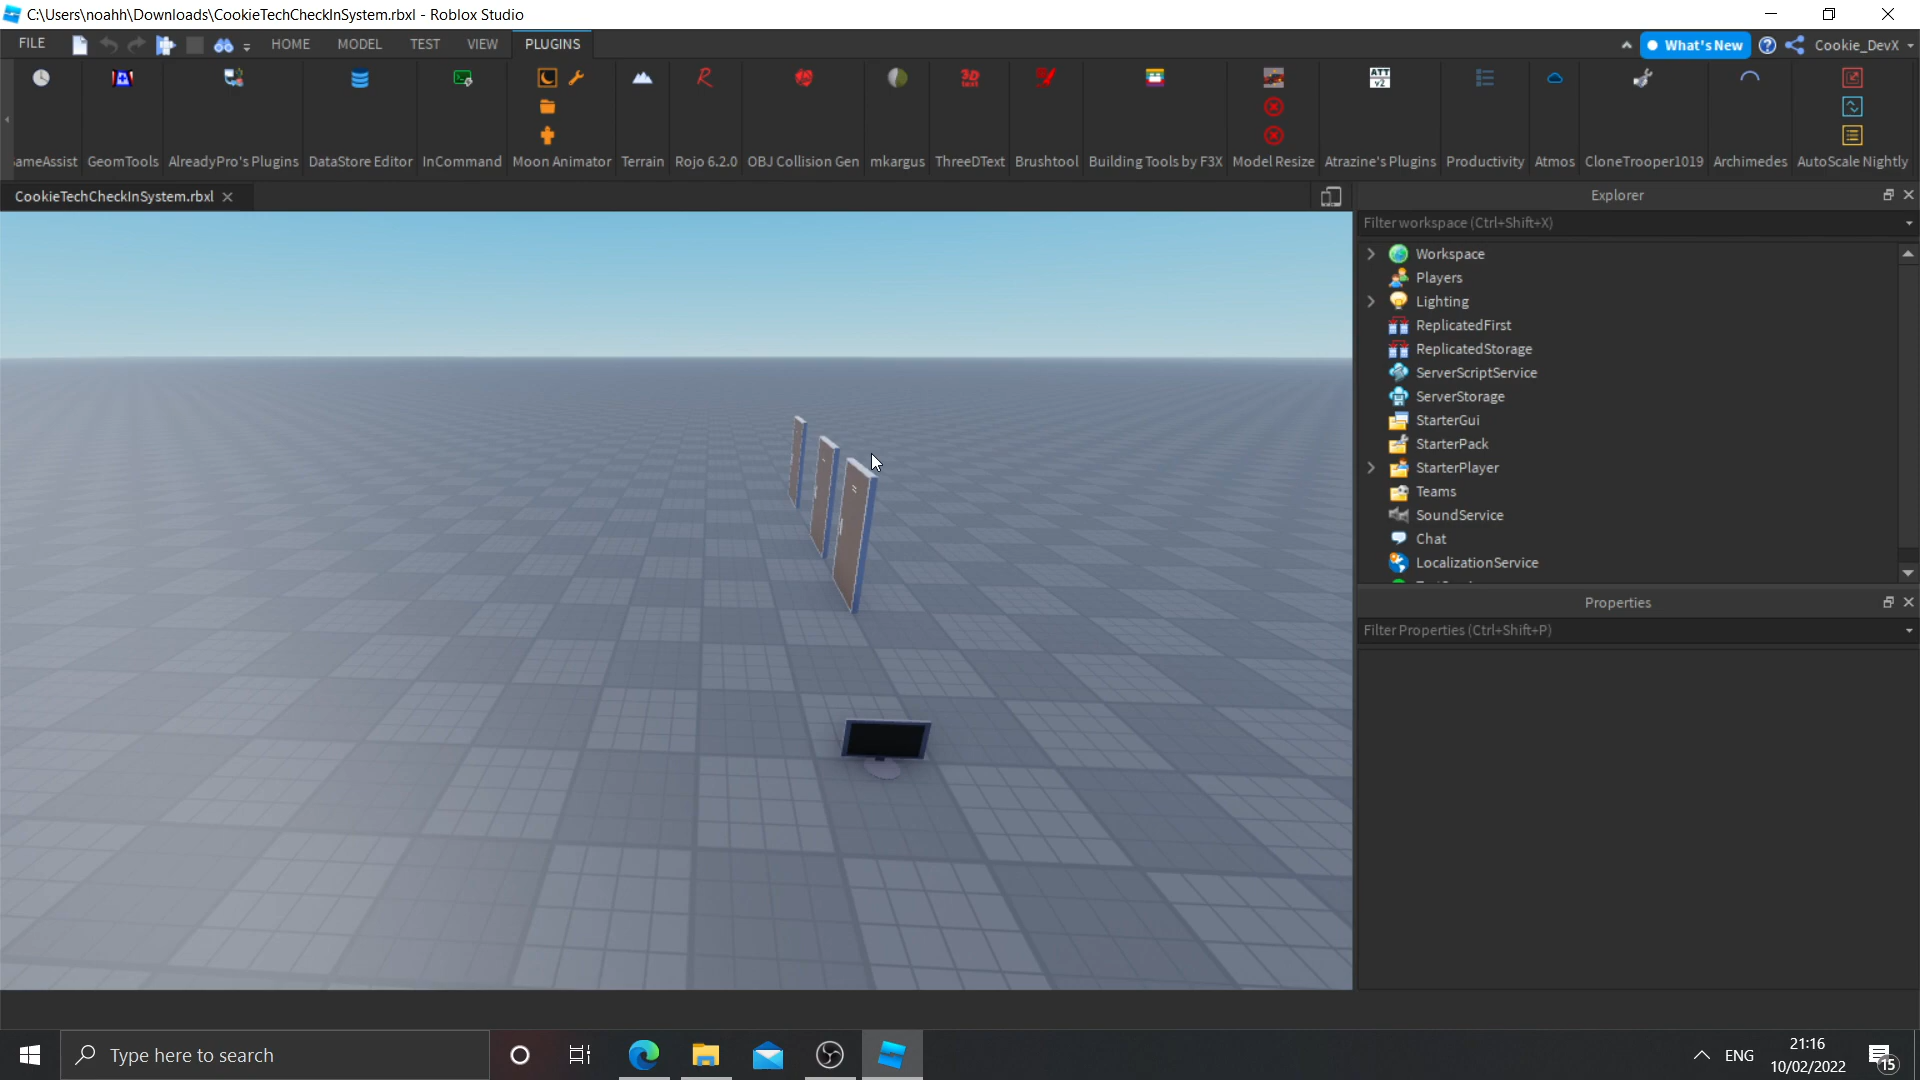 C:\Users\noahh\Downloads\CookieTechCheckInSystem.rbxl - Roblox Studio
FILE HOME MODEL TEST VIEW PLUGINS What's New Cookie_DevX
3D text ATT v2
ameAssist GeomTools AlreadyPro's Plugins DataStore Editor InCommand Moon Animator Terrain Rojo 6.2.0 OBJ Collision Gen mkargus ThreeDText Brushtool Building Tools by F3X Model Resize Atrazine's Plugins Productivity Atmos CloneTrooper1019 Archimedes AutoScale Nightly
CookieTechCheckInSystem.rbxl
Explorer
Filter workspace (Ctrl+Shift+X)
Workspace
Players
Lighting
ReplicatedFirst
ReplicatedStorage
ServerScriptService
ServerStorage
StarterGui
StarterPack
StarterPlayer
Teams
SoundService
Chat
LocalizationService
Properties
Filter Properties (Ctrl+Shift+P)
Type here to search
ENG
21:16
10/02/2022
15